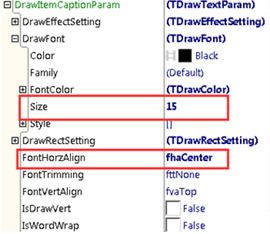 DrawItemCaptionParam (TDrawTextParam)
DrawEffectSetting (TDrawEffectSetting)
DrawFont (TDrawFont)
Color Black
Family (Default)
FontColor (TDrawColor)
Size 15
Style []
DrawRectSetting (TDrawRectSetting)
FontHorzAlign fhaCenter
FontTrimming fttNone
FontVertAlign fvaTop
IsDrawVert False
IsWordWrap False